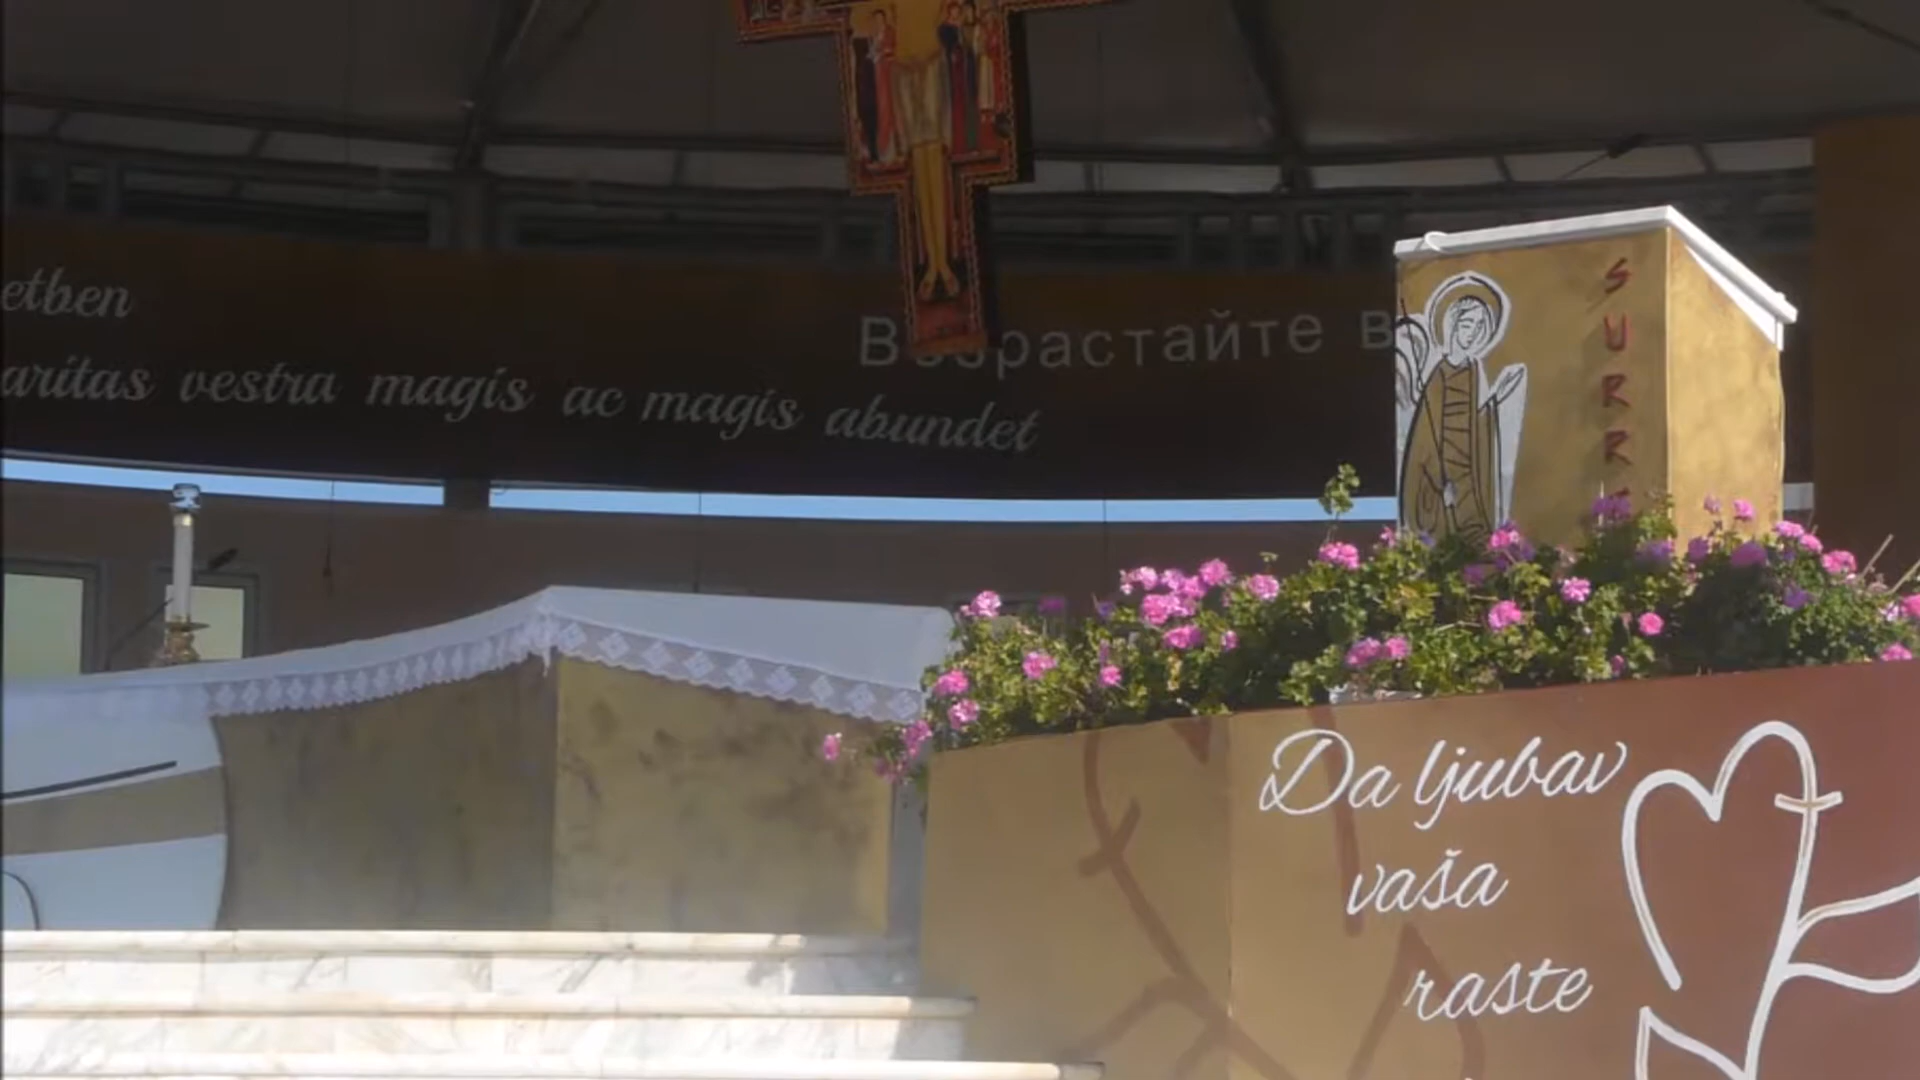 etben
aritas vestra magis ac magis abundet
Возрастайте в
SURR
Da ljubav
vaša
raste